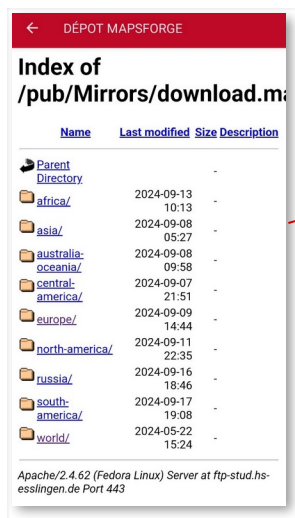 ← DÉPOT MAPSFORGE
Index of
/pub/Mirrors/download.ma
Name Last modified Size Description
Parent
Directory -
africa/ 2024-09-13
10:13 -
asia/ 2024-09-08
05:27 -
australia-
oceania/ 2024-09-08
09:58 -
central-
america/ 2024-09-07
21:51 -
europe/ 2024-09-09
14:44 -
north-america/ 2024-09-11
22:35 -
russia/ 2024-09-16
18:46 -
south-
america/ 2024-09-17
19:08 -
world/ 2024-05-22
15:24 -
Apache/2.4.62 (Fedora Linux) Server at ftp-stud.hs-
esslingen.de Port 443